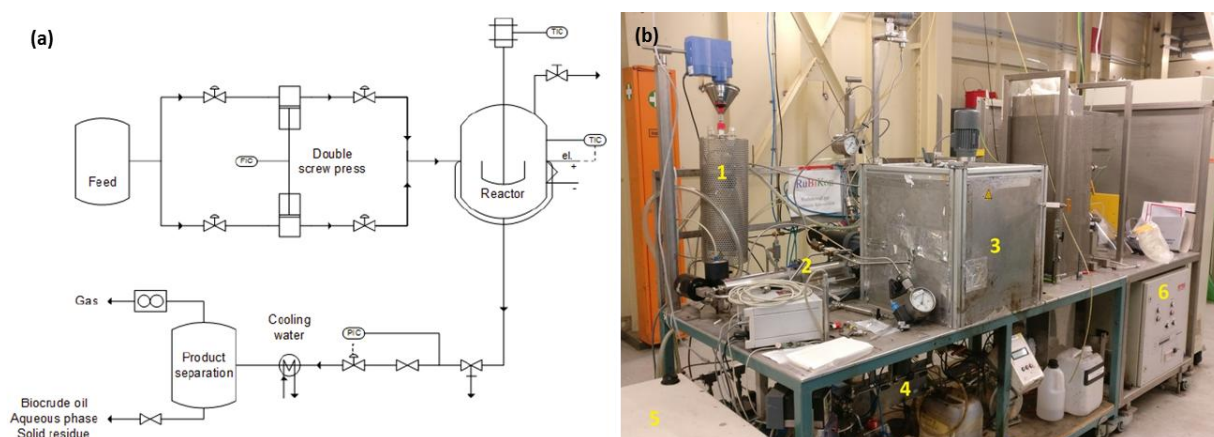 (a)
TIC
TIC
el.
+
-
FIC
Double
screw press
Feed
Reactor
Gas
Cooling
water
PIC
Product
separation
Biocrude oil
Aqueous phase
Solid residue
(b)
1
2
3
4
5
6